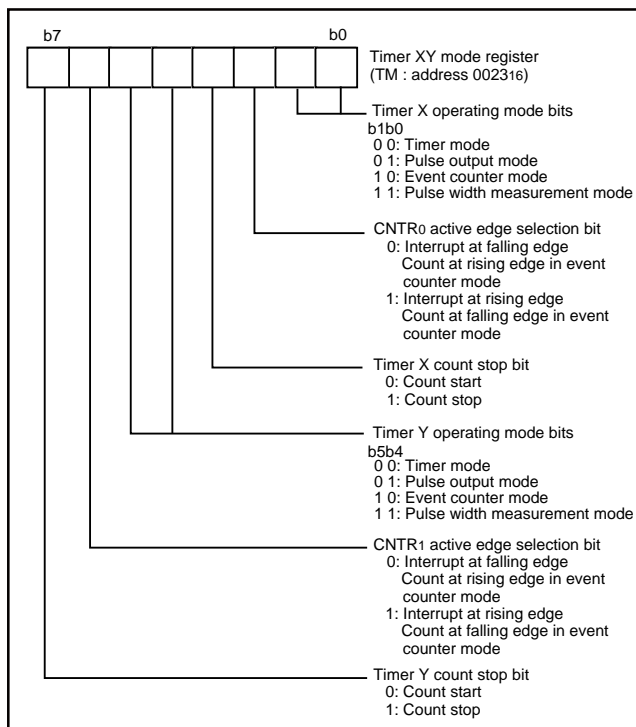 b7 b0
Timer XY mode register
(TM : address 002316)
Timer X operating mode bits
b1b0
0 0: Timer mode
0 1: Pulse output mode
1 0: Event counter mode
1 1: Pulse width measurement mode
CNTR0 active edge selection bit
0: Interrupt at falling edge
Count at rising edge in event
counter mode
1: Interrupt at rising edge
Count at falling edge in event
counter mode
Timer X count stop bit
0: Count start
1: Count stop
Timer Y operating mode bits
b5b4
0 0: Timer mode
0 1: Pulse output mode
1 0: Event counter mode
1 1: Pulse width measurement mode
CNTR1 active edge selection bit
0: Interrupt at falling edge
Count at rising edge in event
counter mode
1: Interrupt at rising edge
Count at falling edge in event
counter mode
Timer Y count stop bit
0: Count start
1: Count stop